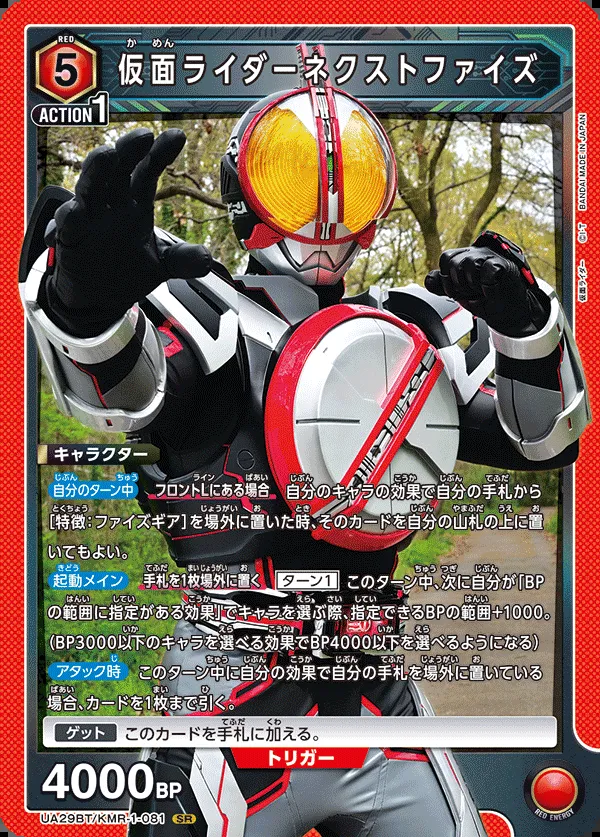 RED
5
ACTION1
かめん
仮面ライダーネクストファイズ
仮面ライダー ©I・T BANDAI MADE IN JAPAN
キャラクター
自分のターン中 フロントLにある場合 自分のキャラの効果で自分の手札から
[特徴:ファイズギア]を場外に置いた時、そのカードを自分の山札の上に置
いてもよい。
起動メイン 手札を1枚場外に置く ターン1 このターン中、次に自分が「BP
の範囲に指定がある効果」でキャラを選ぶ際、指定できるBPの範囲+1000。
(BP3000以下のキャラを選べる効果でBP4000以下を選べるようになる)
アタック時 このターン中に自分の効果で自分の手札を場外に置いている
場合、カードを1枚まで引く。
ゲット このカードを手札に加える。
トリガー
4000BP
UA29BT/KMR-1-081 SR
RED ENERGY